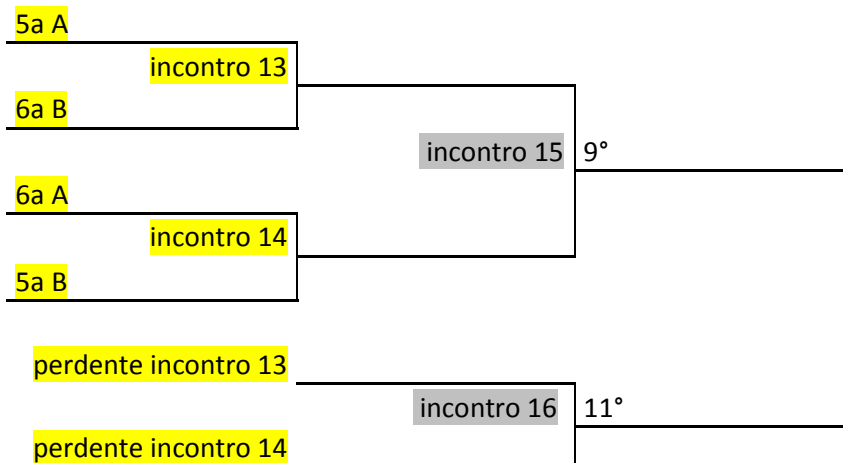 5a A
incontro 13
6a B
incontro 15 9°
6a A
incontro 14
5a B
perdente incontro 13
incontro 16 11°
perdente incontro 14